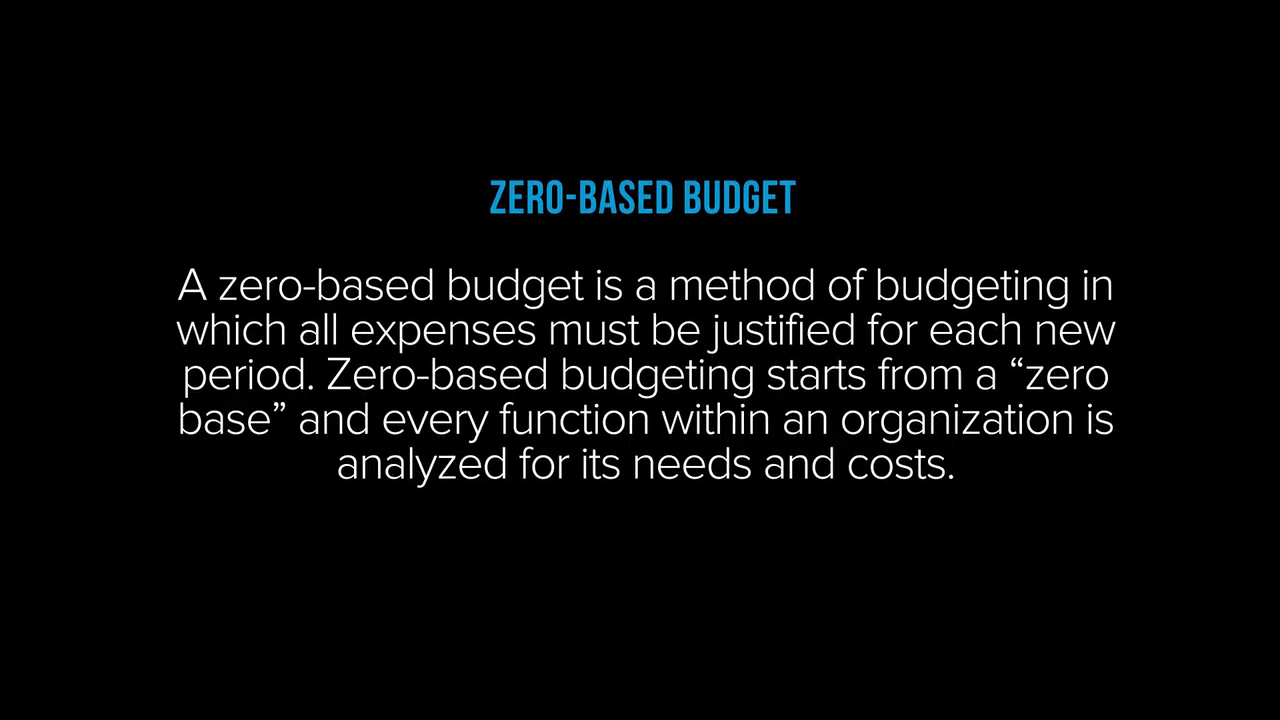 ZERO-BASED BUDGET
A zero-based budget is a method of budgeting in
which all expenses must be justified for each new
period. Zero-based budgeting starts from a “zero
base” and every function within an organization is
analyzed for its needs and costs.